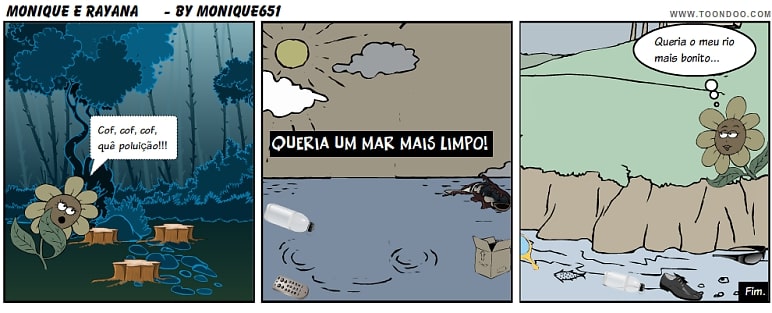 MONIQUE E RAYANA - BY MONIQUE651
WWW.TOONDOO.COM
Cof, cof, cof,
quê poluição!!!
QUERIA UM MAR MAIS LIMPO!
Queria o meu rio
mais bonito...
Fim.